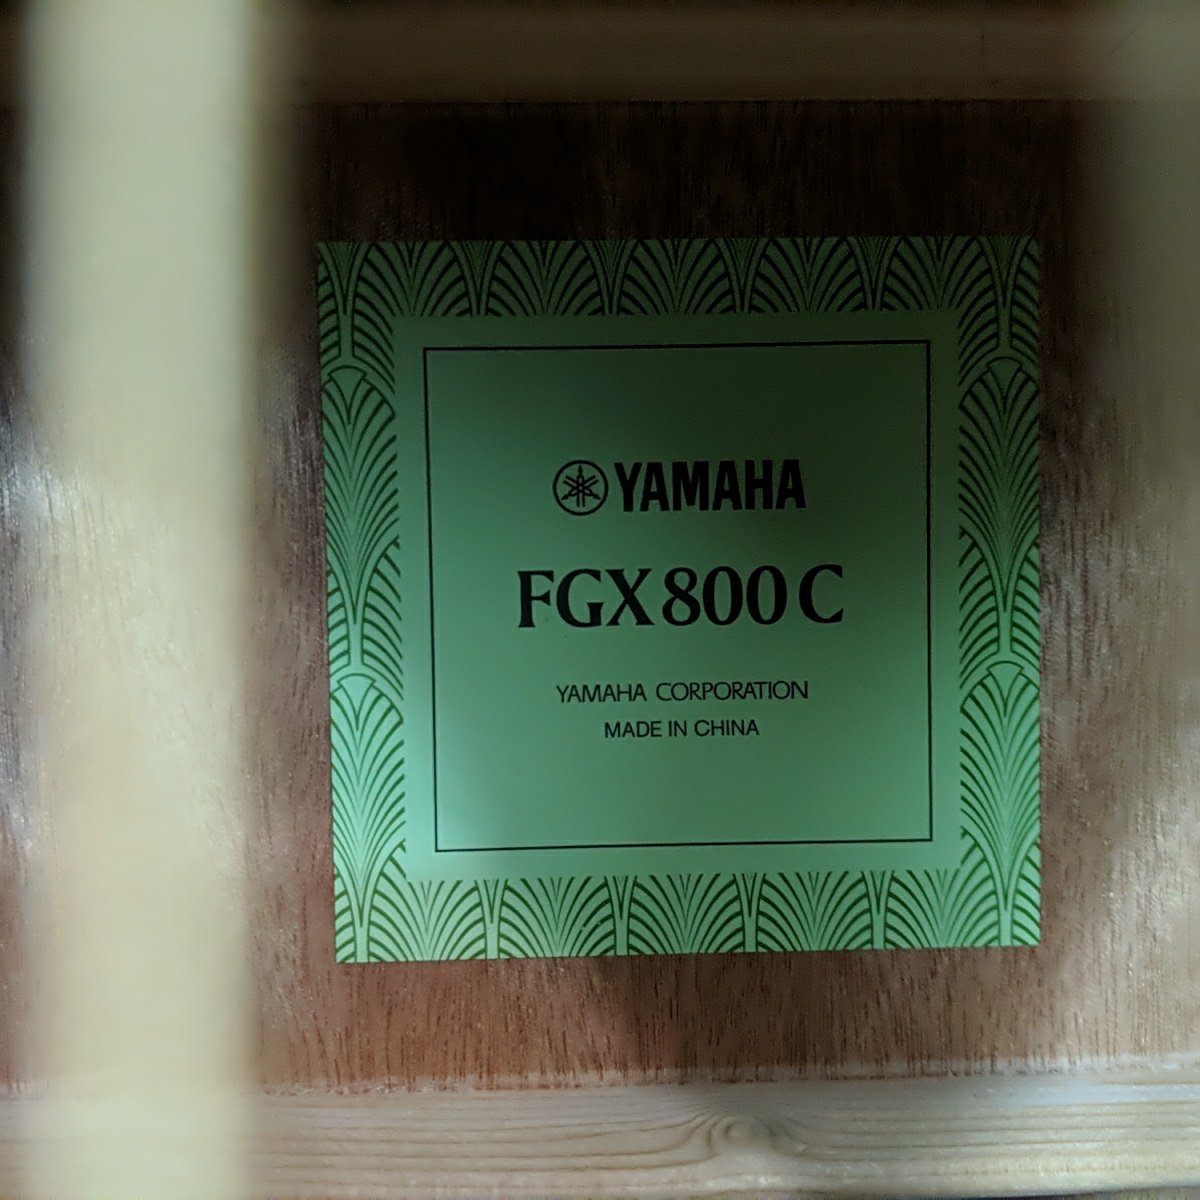 YAMAHA
FGX800C
YAMAHA CORPORATION
MADE IN CHINA